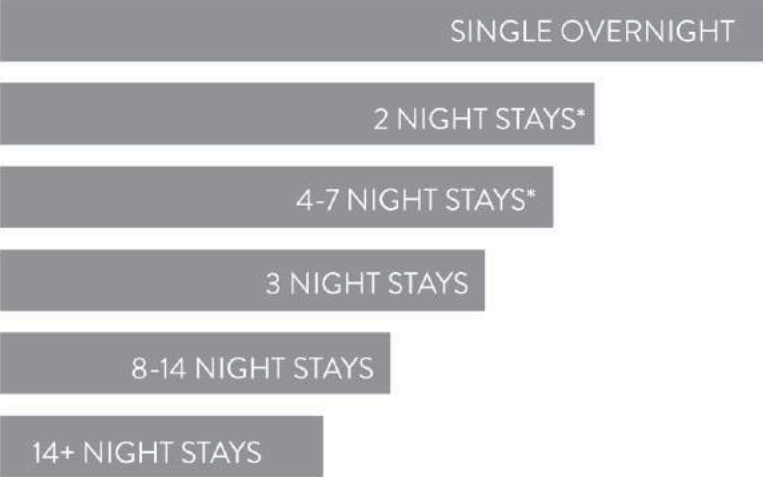 SINGLE OVERNIGHT
2 NIGHT STAYS*
4-7 NIGHT STAYS*
3 NIGHT STAYS
8-14 NIGHT STAYS
14+ NIGHT STAYS